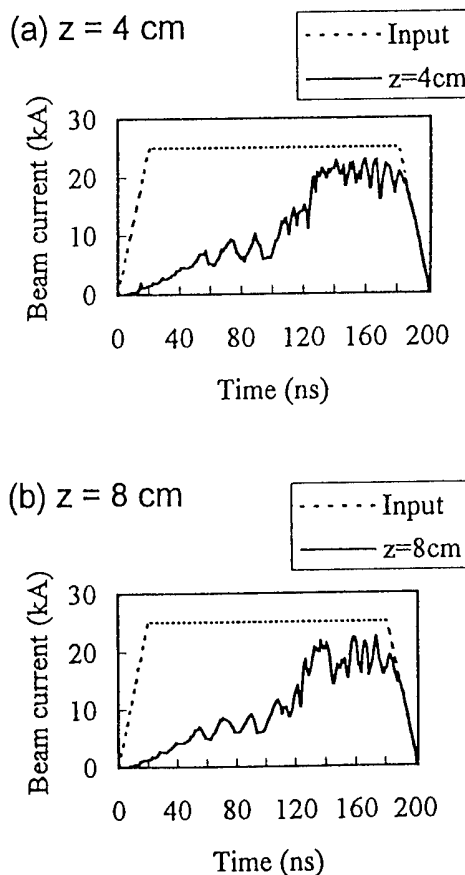 (a) z = 4 cm
Input
z=4cm
Beam current (kA)
30
20
10
0
0 40 80 120 160 200
Time (ns)
(b) z = 8 cm
Input
z=8cm
Beam current (kA)
30
20
10
0
0 40 80 120 160 200
Time (ns)